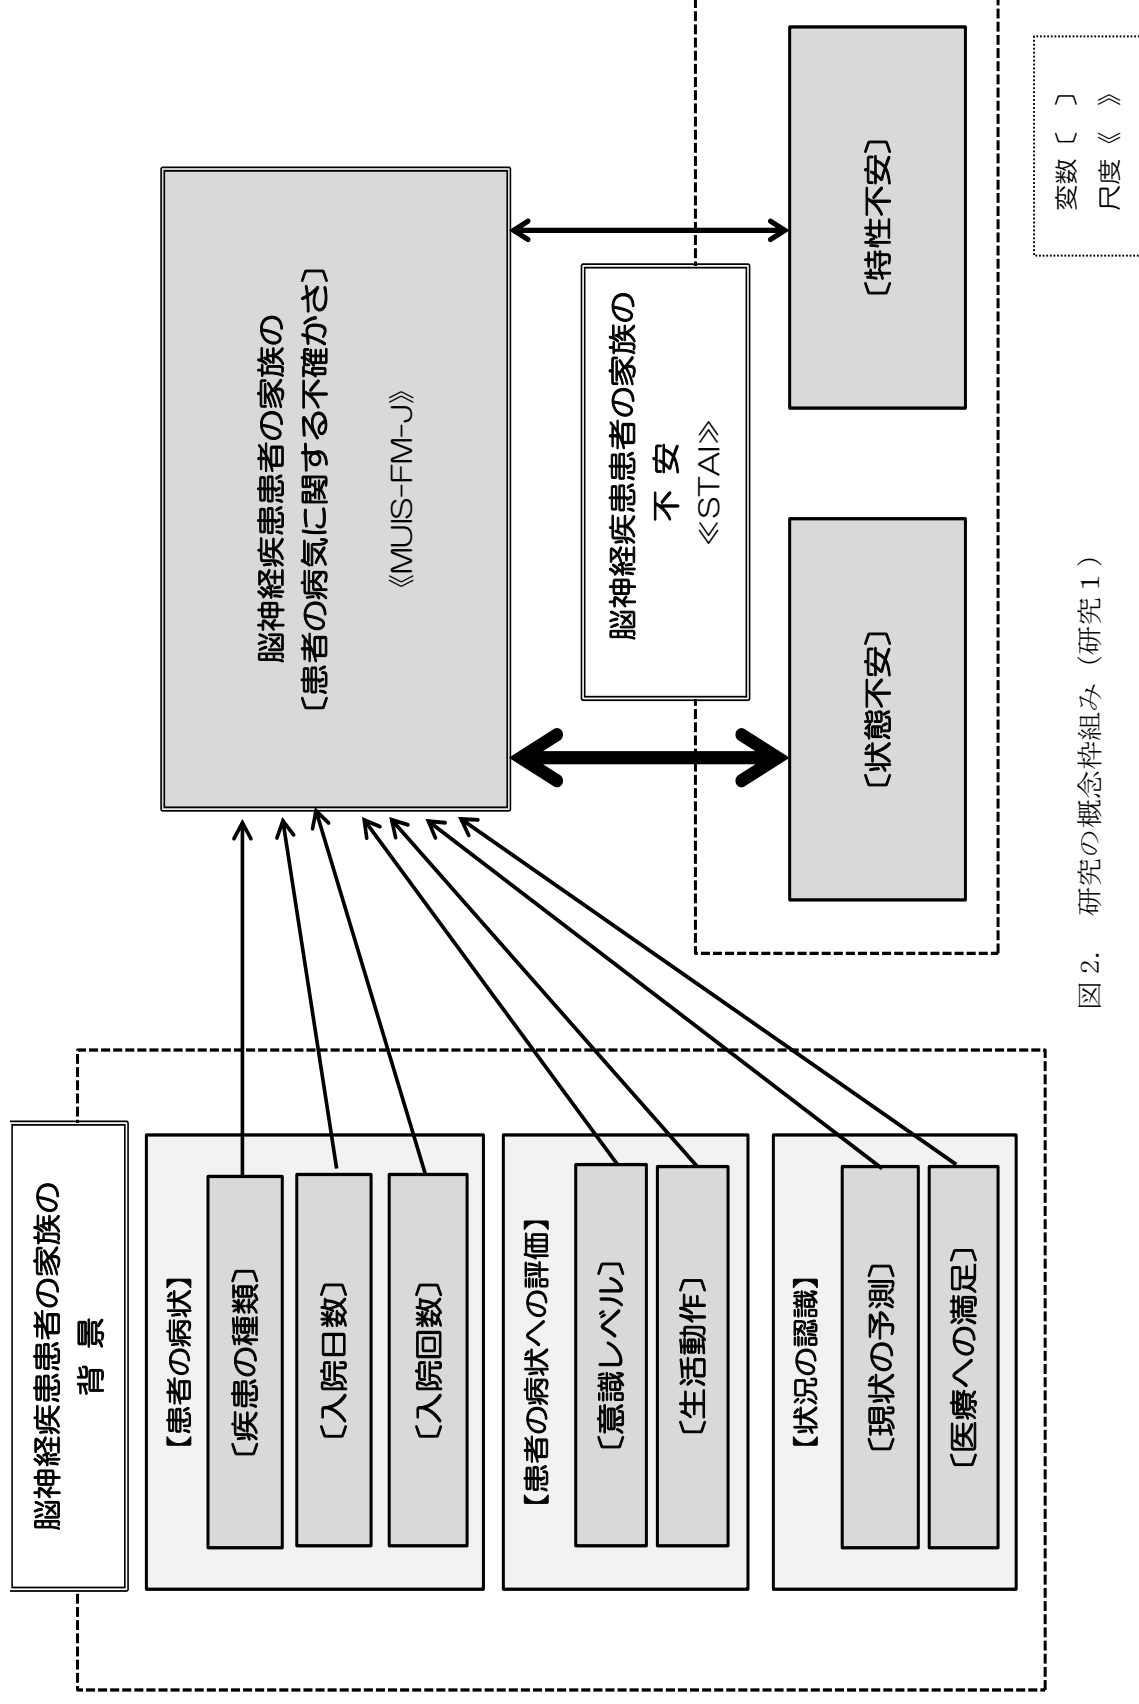 脳神経疾患患者の家族の
背 景
【患者の病状】
〔疾患の種類〕
〔入院日数〕
〔入院回数〕
【患者の病状への評価】
〔意識レベル〕
〔生活動作〕
【状況の認識】
〔現状の予測〕
〔医療への満足〕
脳神経疾患患者の家族の
〔患者の病気に関する不確かさ〕
《MUIS-FM-J》
脳神経疾患患者の家族の
不 安
《STAI》
〔状態不安〕
〔特性不安〕
変数〔　〕
尺度《　》
図 2.　研究の概念枠組み（研究 1）